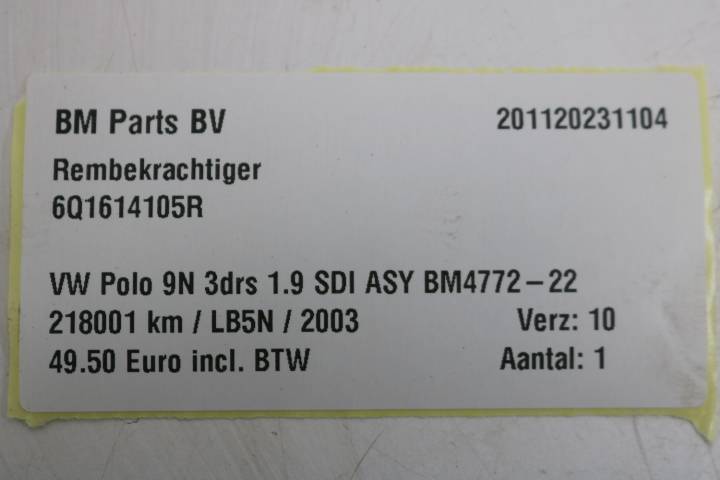 BM Parts BV 201120231104
Rembekrachtiger
6Q1614105R
VW Polo 9N 3drs 1.9 SDI ASY BM4772-22
218001 km / LB5N / 2003 Verz: 10
49.50 Euro incl. BTW Aantal: 1